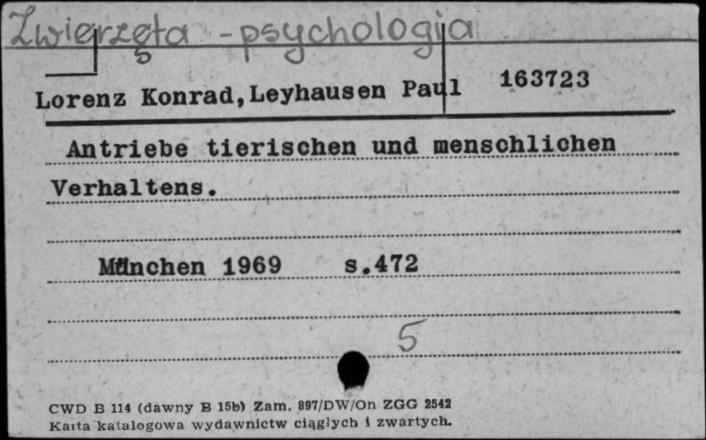 Zwierzęta - psychologia
Lorenz Konrad, Leyhausen Paul 163723
Antriebe tierischen und menschlichen
Verhaltens.
München 1969 s.472
5
CWD B 114 (dawny B 15b) Zam. 897/DW/On ZGG 2542
Karta katalogowa wydawnictw ciągłych i zwartych.